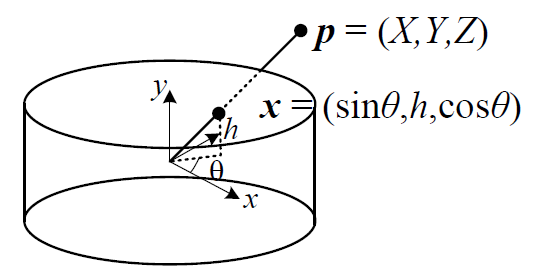 p = (X,Y,Z)
y
x = (sinθ,h,cosθ)
h
θ
x